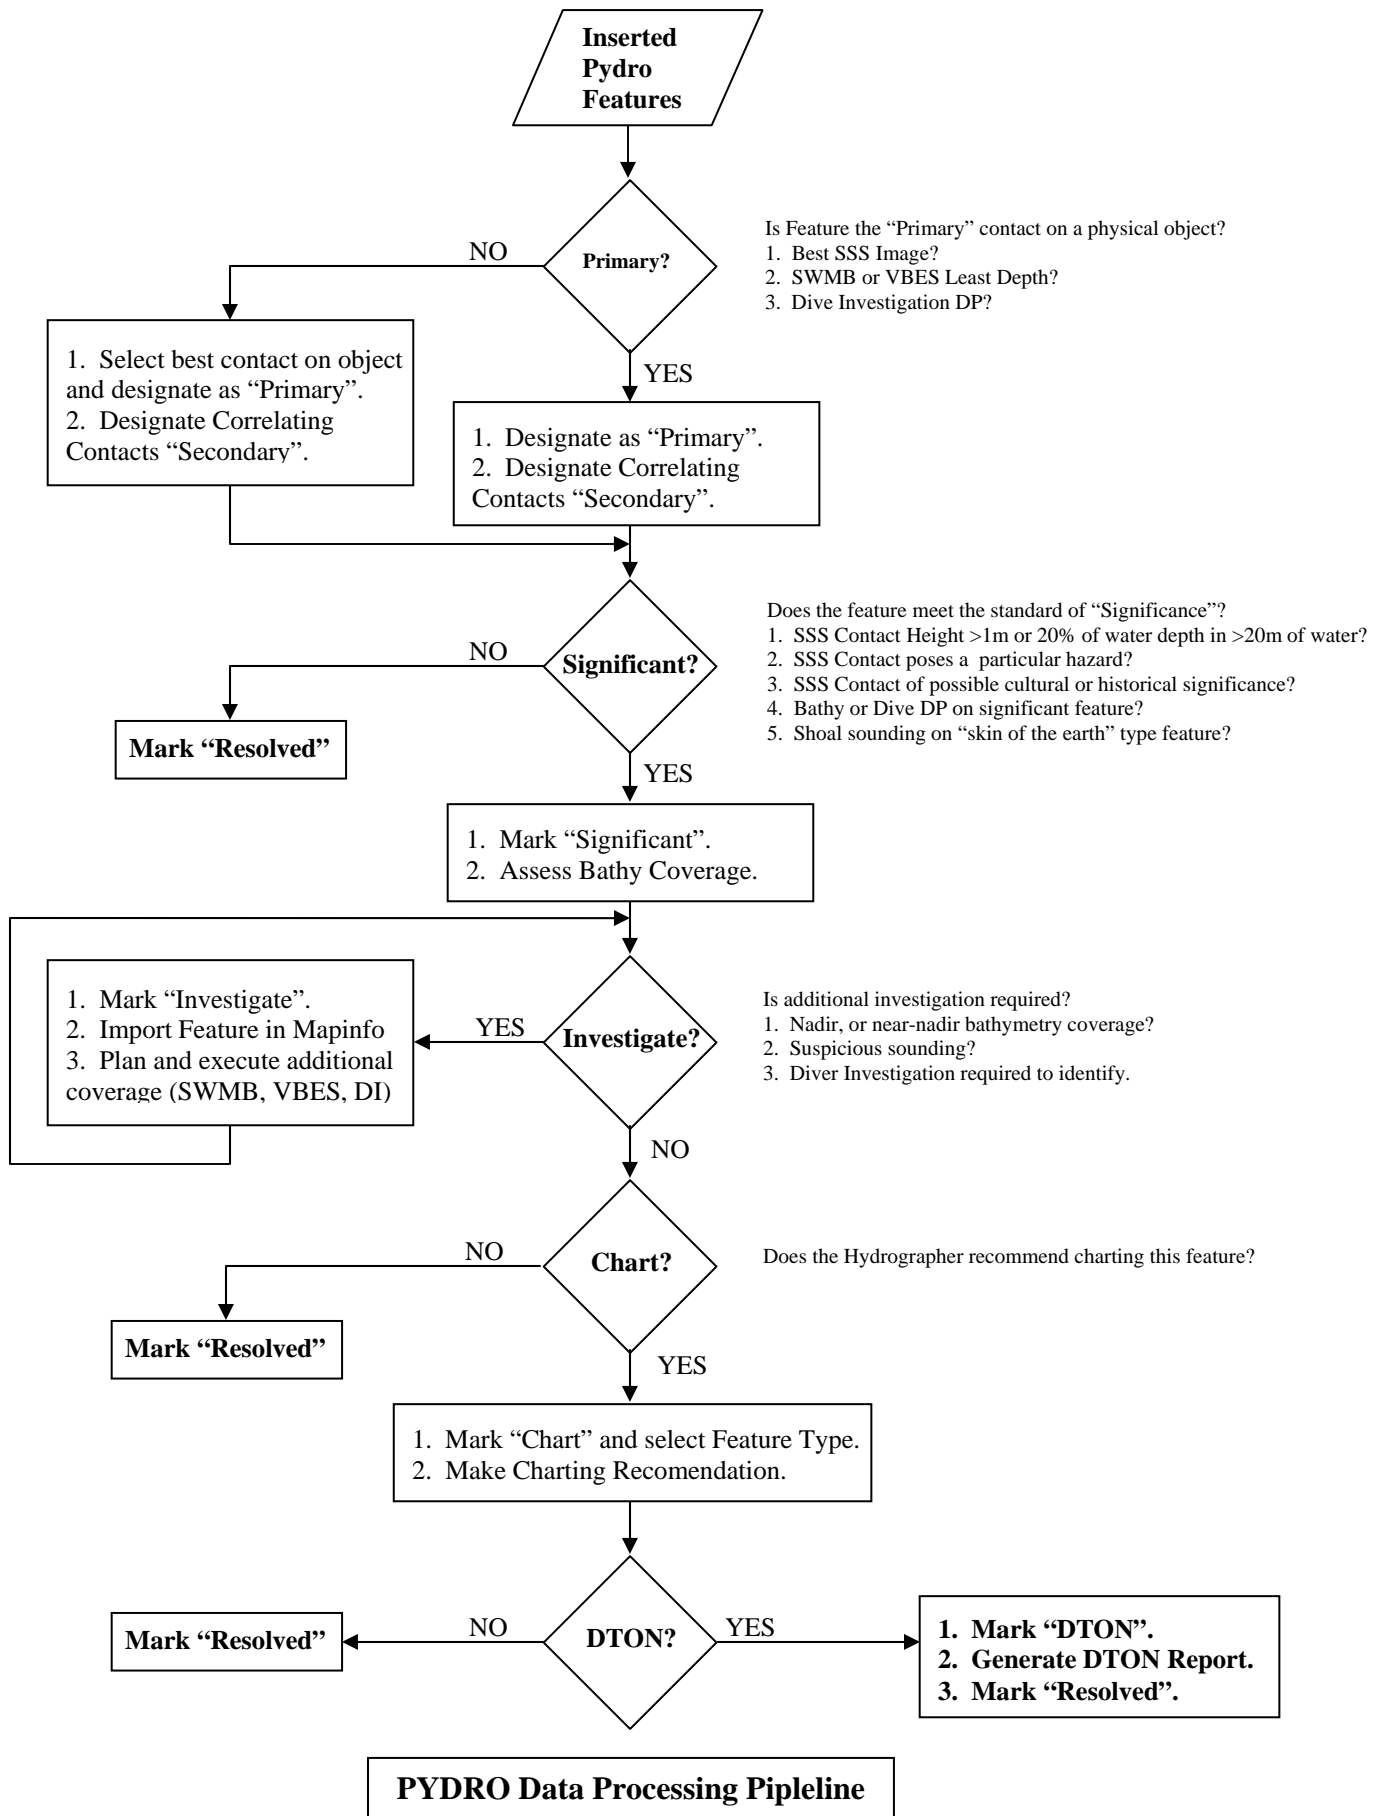 Inserted
Pydro
Features
NO
Primary?
Is Feature the “Primary” contact on a physical object?
1. Best SSS Image?
2. SWMB or VBES Least Depth?
3. Dive Investigation DP?
1. Select best contact on object
and designate as “Primary”.
2. Designate Correlating
Contacts “Secondary”.
YES
1. Designate as “Primary”.
2. Designate Correlating
Contacts “Secondary”.
NO
Significant?
Does the feature meet the standard of “Significance”?
1. SSS Contact Height >1m or 20% of water depth in >20m of water?
2. SSS Contact poses a particular hazard?
3. SSS Contact of possible cultural or historical significance?
4. Bathy or Dive DP on significant feature?
5. Shoal sounding on “skin of the earth” type feature?
Mark “Resolved”
YES
1. Mark “Significant”.
2. Assess Bathy Coverage.
1. Mark “Investigate”.
2. Import Feature in Mapinfo
3. Plan and execute additional
coverage (SWMB, VBES, DI)
YES
Investigate?
Is additional investigation required?
1. Nadir, or near-nadir bathymetry coverage?
2. Suspicious sounding?
3. Diver Investigation required to identify.
NO
NO
Chart?
Does the Hydrographer recommend charting this feature?
Mark “Resolved”
YES
1. Mark “Chart” and select Feature Type.
2. Make Charting Recomendation.
Mark “Resolved”
NO
DTON?
YES
1. Mark “DTON”.
2. Generate DTON Report.
3. Mark “Resolved”.
PYDRO Data Processing Pipleline